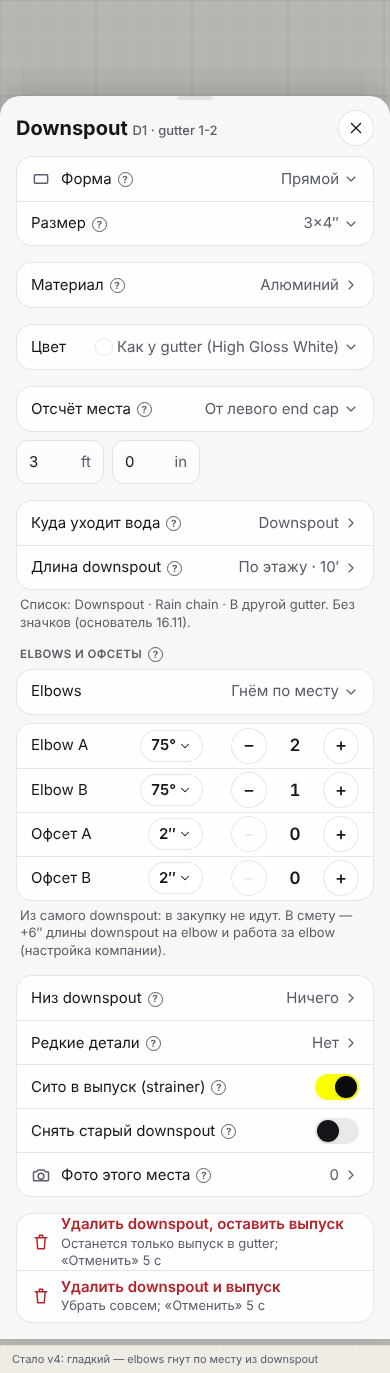 Downspout D1 · gutter 1-2
Форма ? Прямой
Размер ? 3×4″
Материал ? Алюминий
Цвет Как у gutter (High Gloss White)
Отсчёт места ? От левого end cap
3 ft 0 in
Куда уходит вода ? Downspout
Длина downspout ? По этажу · 10′
Список: Downspout · Rain chain · В другой gutter. Без
значков (основатель 16.11).
ELBOWS И ОФСЕТЫ ?
Elbows Гнём по месту
Elbow A 75° − 2 +
Elbow B 75° − 1 +
Офсет A 2″ − 0 +
Офсет B 2″ − 0 +
Из самого downspout: в закупку не идут. В смету —
+6″ длины downspout на elbow и работа за elbow
(настройка компании).
Низ downspout ? Ничего
Редкие детали ? Нет
Сито в выпуск (strainer) ?
Снять старый downspout ?
Фото этого места ? 0
Удалить downspout, оставить выпуск
Останется только выпуск в gutter;
«Отменить» 5 с
Удалить downspout и выпуск
Убрать совсем; «Отменить» 5 с
Стало v4: гладкий — elbows гнут по месту из downspout